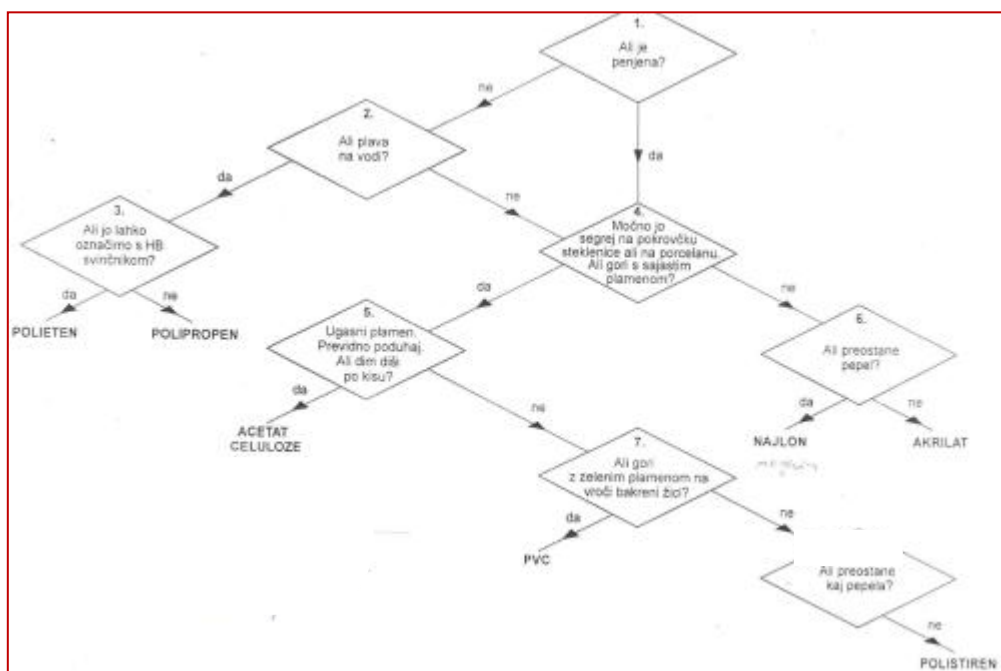 1.
Ali je
penjena?
ne
da
2.
Ali plava
na vodi?
da
ne
3.
Ali jo lahko
označimo s HB
svinčnikom?
da
ne
POLIETEN
POLIPROPEN
4.
Močno jo
segrej na pokrovčku
steklenice ali na porcelanu.
Ali gori s sajastim
plamenom?
da
ne
5.
Ugasni plamen.
Previdno poduhaj.
Ali dim diši
po kisu?
da
ne
ACETAT
CELULOZE
6.
Ali preostane
pepel?
da
ne
NAJLON
AKRILAT
7.
Ali gori
z zelenim plamenom na
vroči bakreni žici?
da
ne
PVC
Ali preostane
kaj pepela?
ne
POLISTIREN